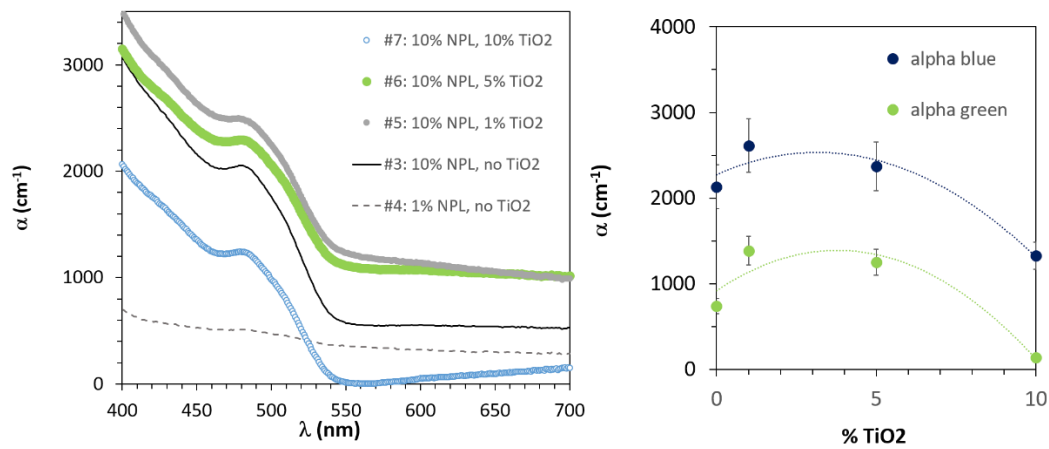 #7: 10% NPL, 10% TiO2
#6: 10% NPL, 5% TiO2
#5: 10% NPL, 1% TiO2
#3: 10% NPL, no TiO2
#4: 1% NPL, no TiO2
α (cm⁻¹)
3000
2000
1000
0
400 450 500 550 600 650 700
λ (nm)
alpha blue
alpha green
α (cm⁻¹)
4000
3000
2000
1000
0
0 5 10
% TiO2